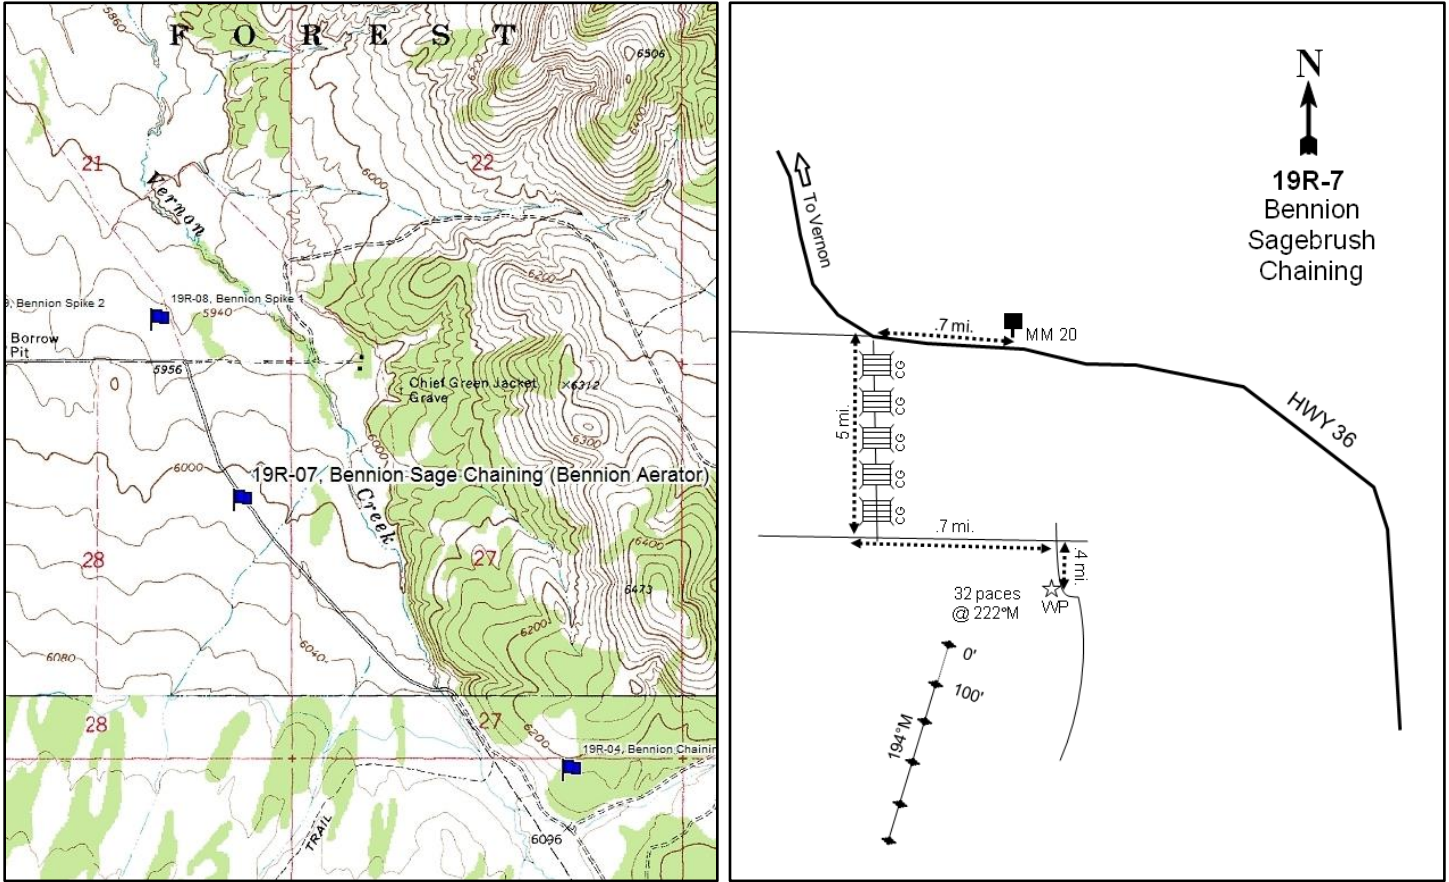 5860
F O R E S T
6200
6506
6200
21
22
6000
Vernon
6200
9, Bennion Spike 2
19R-08, Bennion Spike 1
5940
Borrow
Pit
5956
Chief Green Jacket
Grave
×6312
6300
6000
6000
19R-07, Bennion Sage Chaining (Bennion Aerator)
Creek
28
27
6400
6473
6200
6040
6080
28
27
6200
19R-04, Bennion Chainin
TRAIL
6096
N
19R-7
Bennion
Sagebrush
Chaining
To Vernon
.7 mi.
MM 20
CG
CG
5 mi.
CG
CG
CG
HWY 36
.7 mi.
.4 mi.
32 paces
@ 222°M
WP
0'
100'
194°M